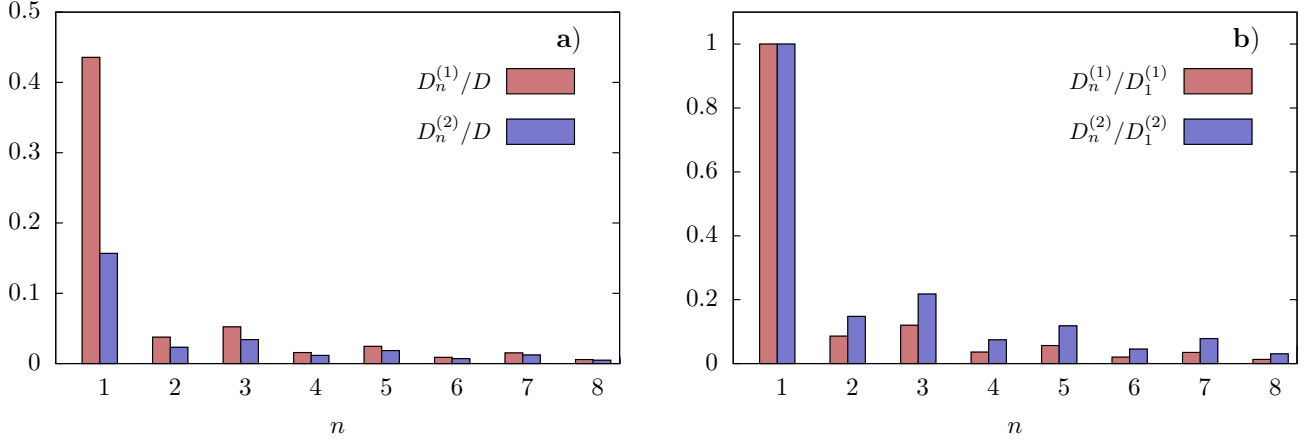 a)
$D_n^{(1)}/D$
$D_n^{(2)}/D$
0.5
0.4
0.3
0.2
0.1
0
1 2 3 4 5 6 7 8
n
b)
$D_n^{(1)}/D_1^{(1)}$
$D_n^{(2)}/D_1^{(2)}$
1
0.8
0.6
0.4
0.2
0
1 2 3 4 5 6 7 8
n